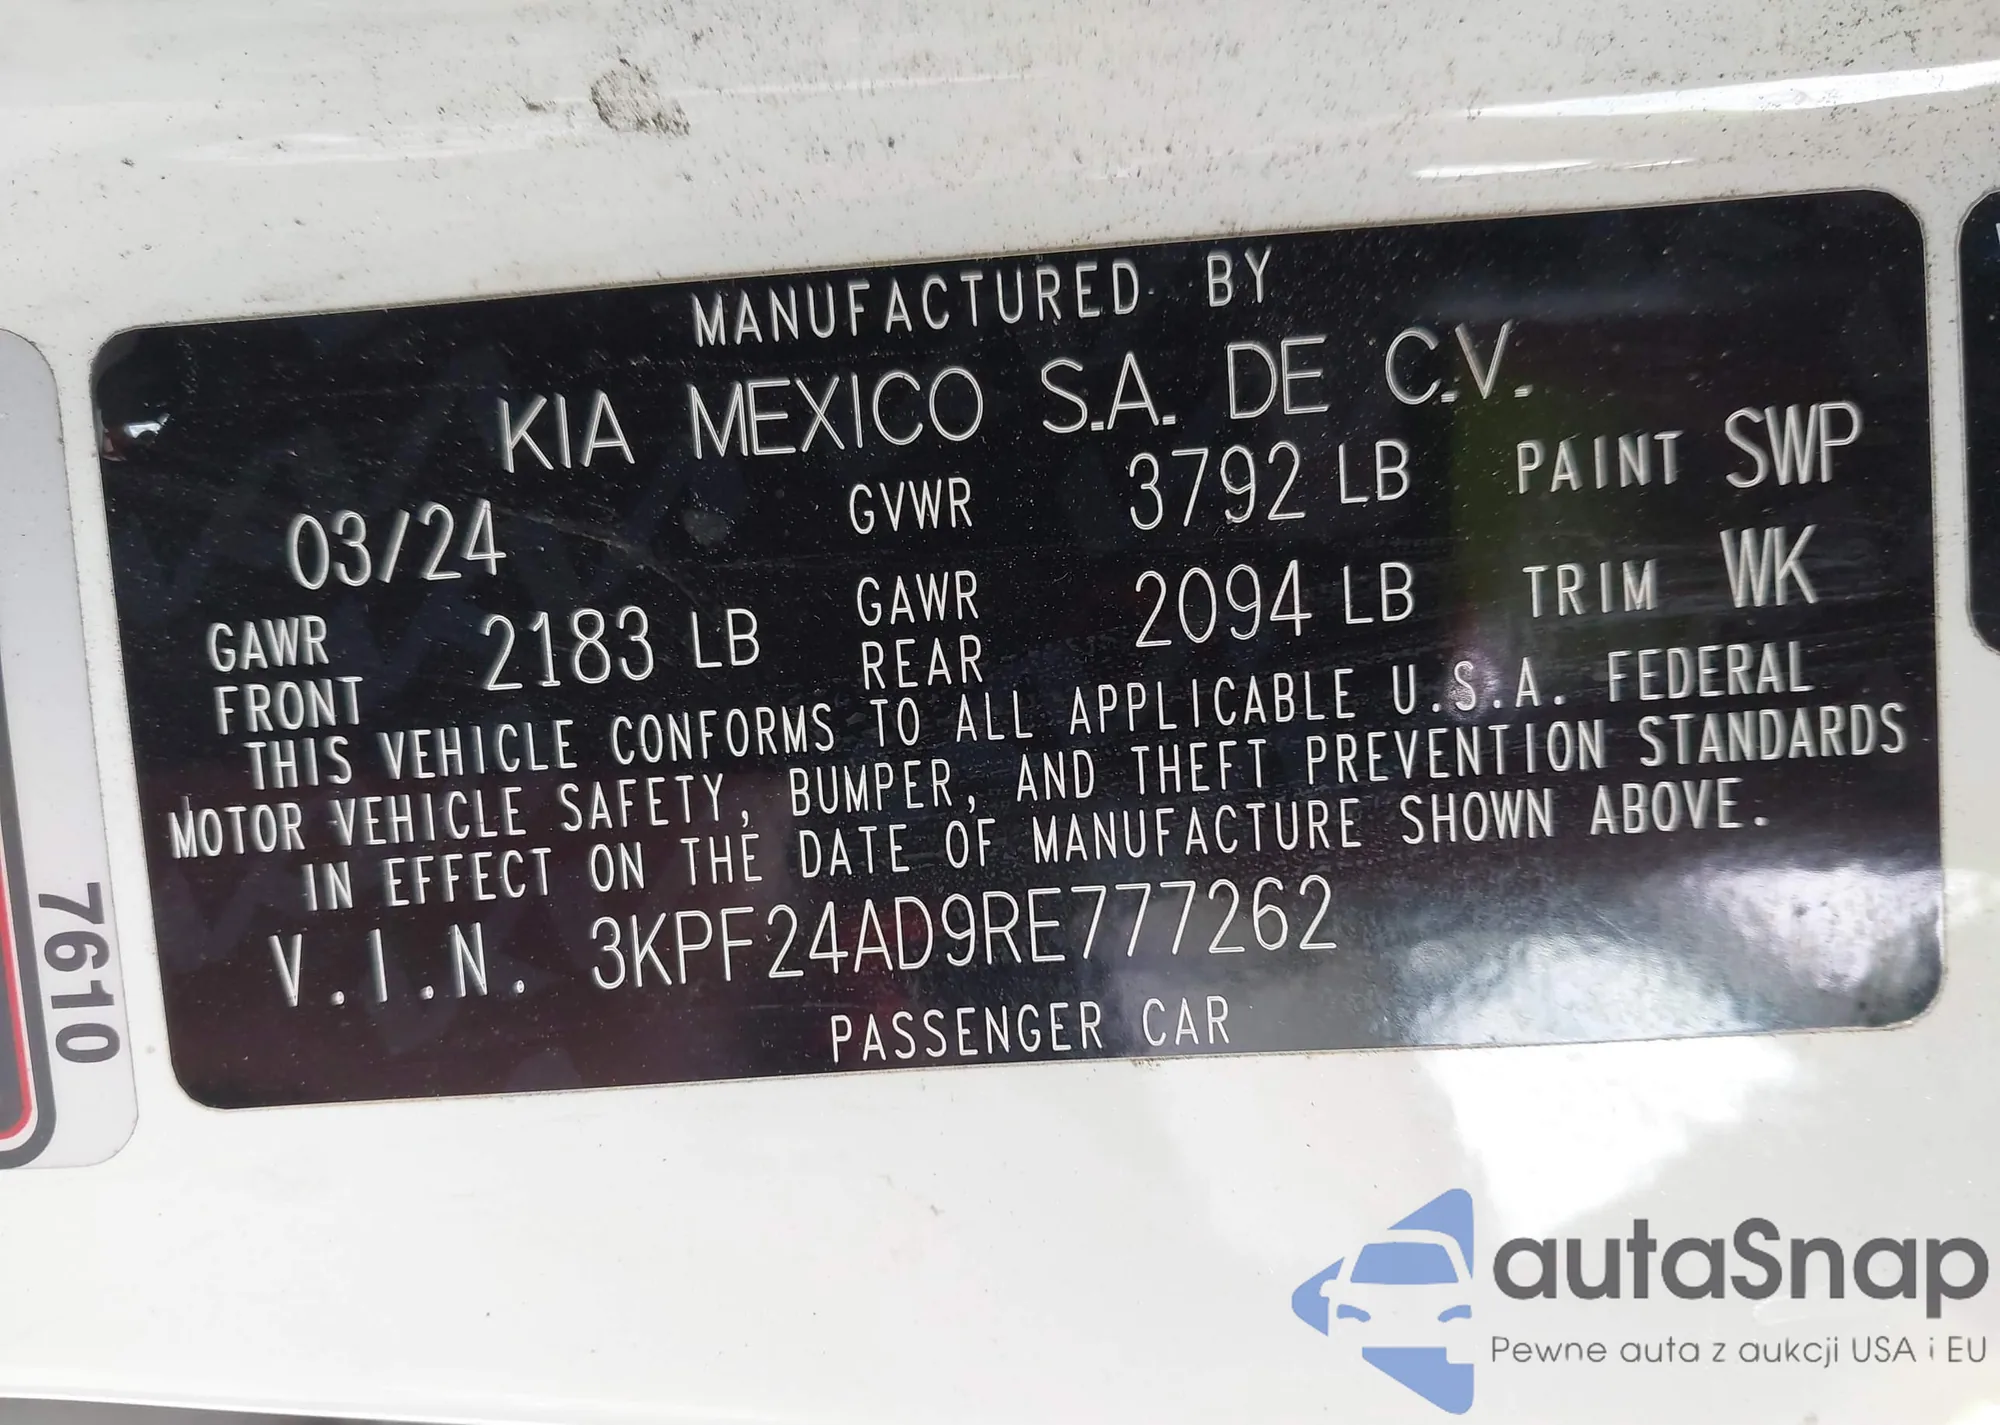 MANUFACTURED BY
KIA MEXICO S.A. DE C.V.
03/24 GVWR 3792 LB PAINT SWP
GAWR FRONT 2183 LB GAWR REAR 2094 LB TRIM WK
THIS VEHICLE CONFORMS TO ALL APPLICABLE U.S.A. FEDERAL
MOTOR VEHICLE SAFETY, BUMPER, AND THEFT PREVENTION STANDARDS
IN EFFECT ON THE DATE OF MANUFACTURE SHOWN ABOVE.
V.I.N. 3KPF24AD9RE777262
PASSENGER CAR
7610
autaSnap
Pewne auta z aukcji USA i EU